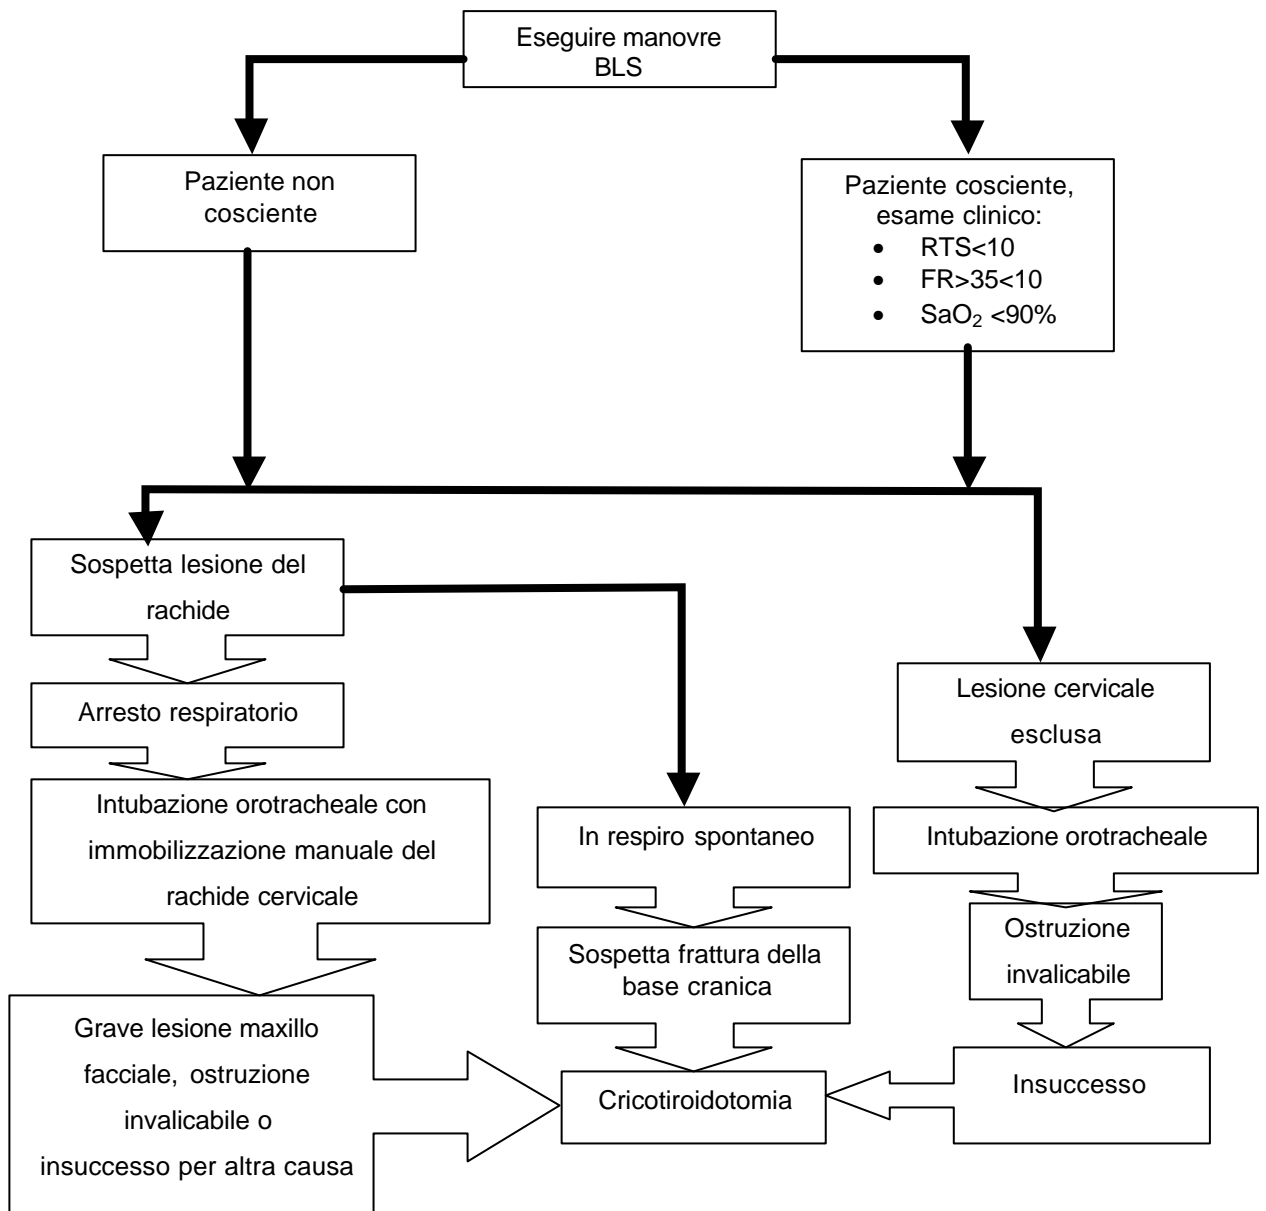 Eseguire manovre
BLS
Paziente non
cosciente
Paziente cosciente,
esame clinico:
• RTS<10
• FR>35<10
• SaO₂ <90%
Sospetta lesione del
rachide
Arresto respiratorio
Lesione cervicale
esclusa
Intubazione orotracheale con
immobilizzazione manuale del
rachide cervicale
In respiro spontaneo
Intubazione orotracheale
Sospetta frattura della
base cranica
Ostruzione
invalicabile
Grave lesione maxillo
facciale, ostruzione
invalicabile o
insuccesso per altra causa
Cricotiroidotomia
Insuccesso